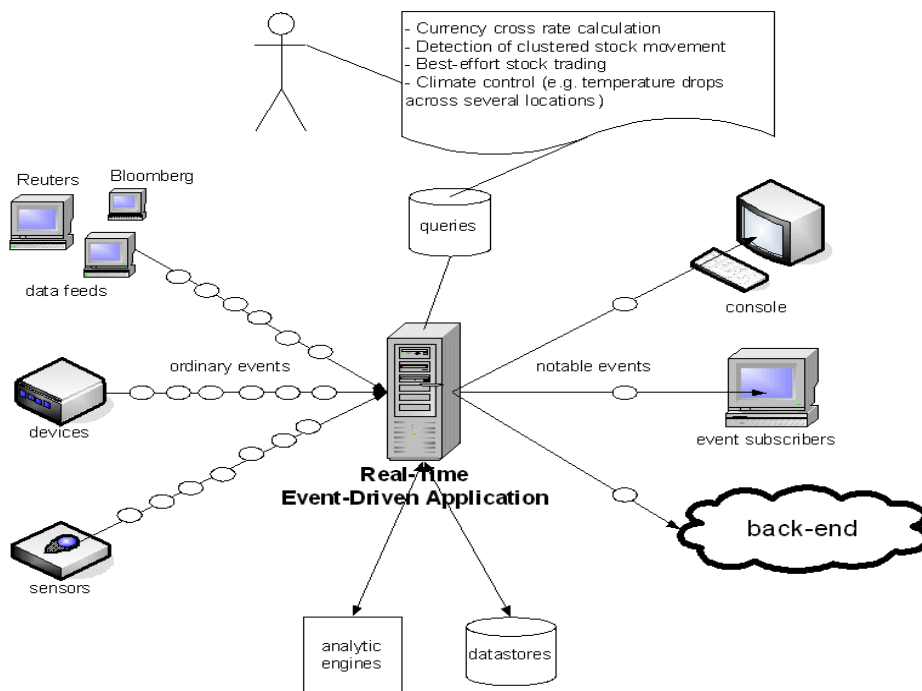 - Currency cross rate calculation
- Detection of clustered stock movement
- Best-effort stock trading
- Climate control (e.g. temperature drops
across several locations)
Reuters
Bloomberg
queries
data feeds
console
ordinary events
notable events
devices
event subscribers
Real-Time
Event-Driven Application
back-end
sensors
analytic
engines
datastores